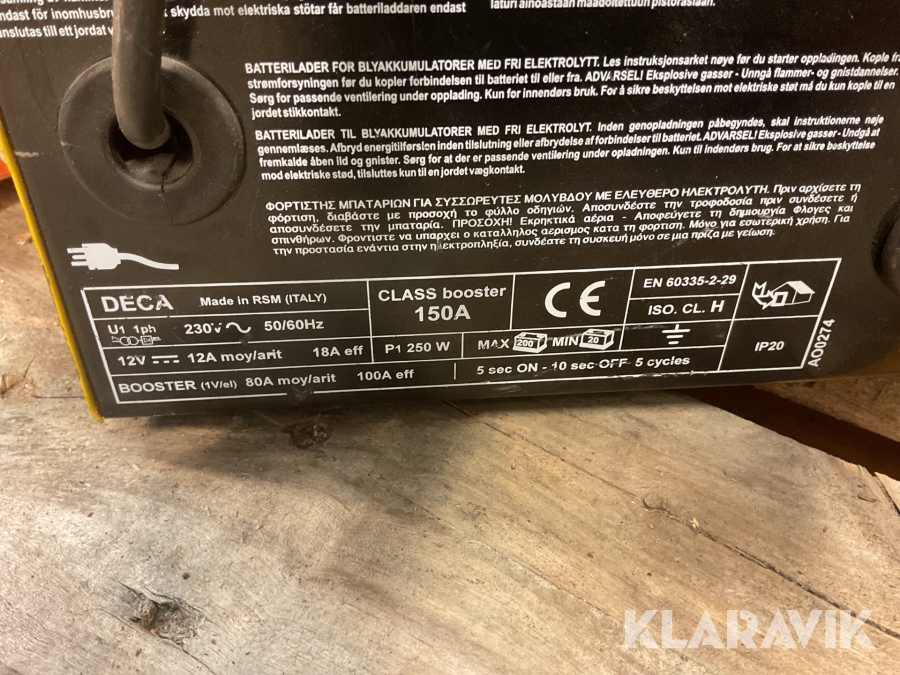 skydda mot elektriska stötar får batteriladdaren endast
laturi ainoastaan maadoitettuun pistorasiaan.
endast för inomhusbruk
anslutas till ett jordat
BATTERILADER FOR BLYAKKUMULATORER MED FRI ELEKTROLYTT. Les instruksjonsarket nøye før du starter oppladingen. Kople fra
strømforsyningen før du kopler forbindelsen til batteriet til eller fra. ADVARSEL! Eksplosive gasser - Unngå flammer- og gnistdannelser.
Sørg for passende ventilering under opplading. Kun for innendørs bruk. For å sikre beskyttelsen mot elektriske støt må du kun kople til en
jordet stikkontakt.
BATTERILADER TIL BLYAKKUMULATORER MED FRI ELEKTROLYT. Inden genopladningen påbegyndes, skal instruktionerne nøje
gennemlæses. Afbryd energitilførslen inden tilslutning eller afbrydelse af forbindelser til batteriet. ADVARSEL! Eksplosive gasser - Undgå at
fremkalde åben ild og gnister. Sørg for at der er passende ventilation under opladningen. Kun til indendørs brug. For at sikre beskyttelse
mod elektrisk stød, tilsluttes kun til en jordet vægkontakt.
ΦΟΡΤΙΣΤΗΣ ΜΠΑΤΑΡΙΩΝ ΓΙΑ ΣΥΣΣΩΡΕΥΤΕΣ ΜΟΛΥΒΔΟΥ ΜΕ ΕΛΕΥΘΕΡΟ ΗΛΕΚΤΡΟΛΥΤΗ. Πριν αρχίσετε τη
φόρτιση, διαβάστε με προσοχή το φύλλο οδηγιών. Αποσυνδέστε την τροφοδοσία πριν συνδέσετε ή
αποσυνδέσετε την μπαταρία. ΠΡΟΣΟΧΗ! Εκρηκτικά αέρια - Αποφεύγετε τη δημιουργία Φλογες και
σπινθήρων. Φροντιστε να υπαρχει ο καταλληλος αερισμος κατα τη φορτιση. Μόνο για εσωτερική χρήση. Για
την προστασία ενάντια στην ηλεκτροπληξία, συνδέστε τη συσκευή μόνο σε μια πρίζα με γείωση.
DECA Made in RSM (ITALY)
CLASS booster
150A
CE
EN 60335-2-29
ISO. CL. H
U1 1ph 230V 50/60Hz
12V 12A moy/arit 18A eff
P1 250 W
MAX 200 MIN 20
IP20
BOOSTER (1V/el) 80A moy/arit 100A eff
5 sec ON - 10 sec OFF 5 cycles
AO0274
KLARAVIK